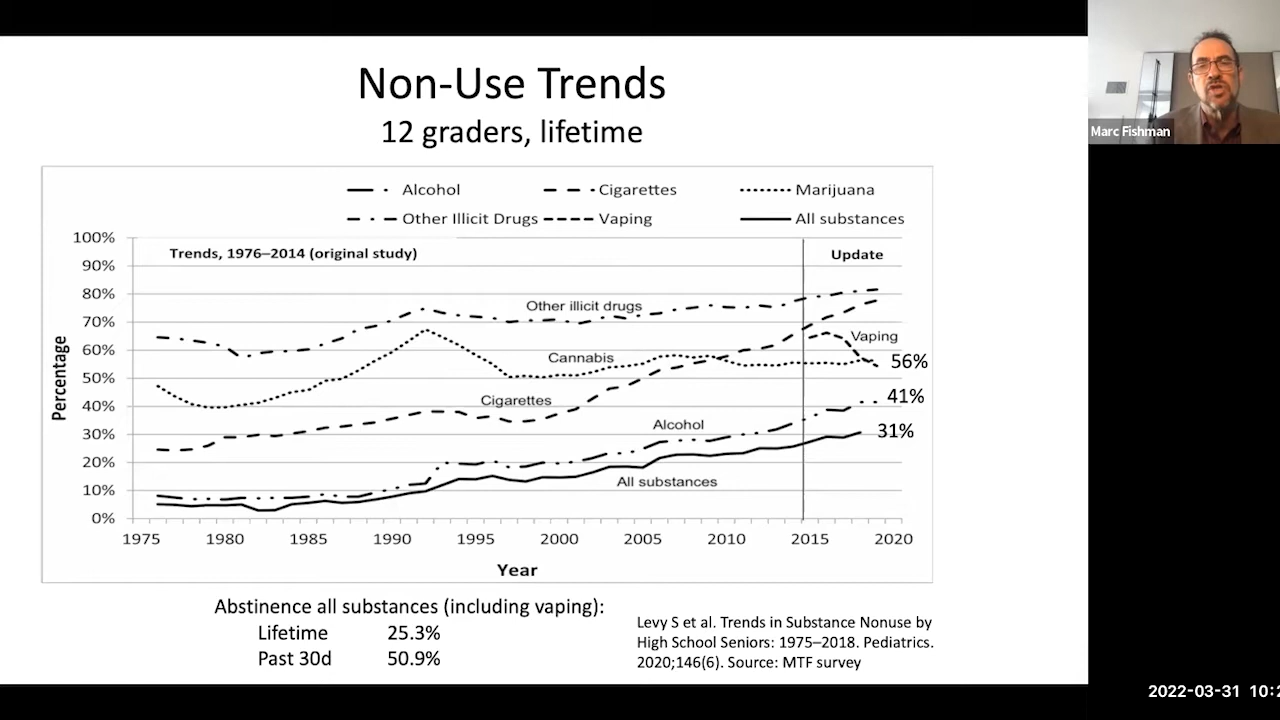 Non-Use Trends
12 graders, lifetime
Marc Fishman
Alcohol Cigarettes Marijuana
Other Illicit Drugs Vaping All substances
Trends, 1976–2014 (original study)
Update
100%
90%
80%
70%
60%
50%
40%
30%
20%
10%
0%
Percentage
Other illicit drugs
Vaping
Cannabis
56%
Cigarettes
41%
Alcohol
31%
All substances
1975 1980 1985 1990 1995 2000 2005 2010 2015 2020
Year
Abstinence all substances (including vaping):
Lifetime 25.3%
Past 30d 50.9%
Levy S et al. Trends in Substance Nonuse by
High School Seniors: 1975–2018. Pediatrics.
2020;146(6). Source: MTF survey
2022-03-31 10:2